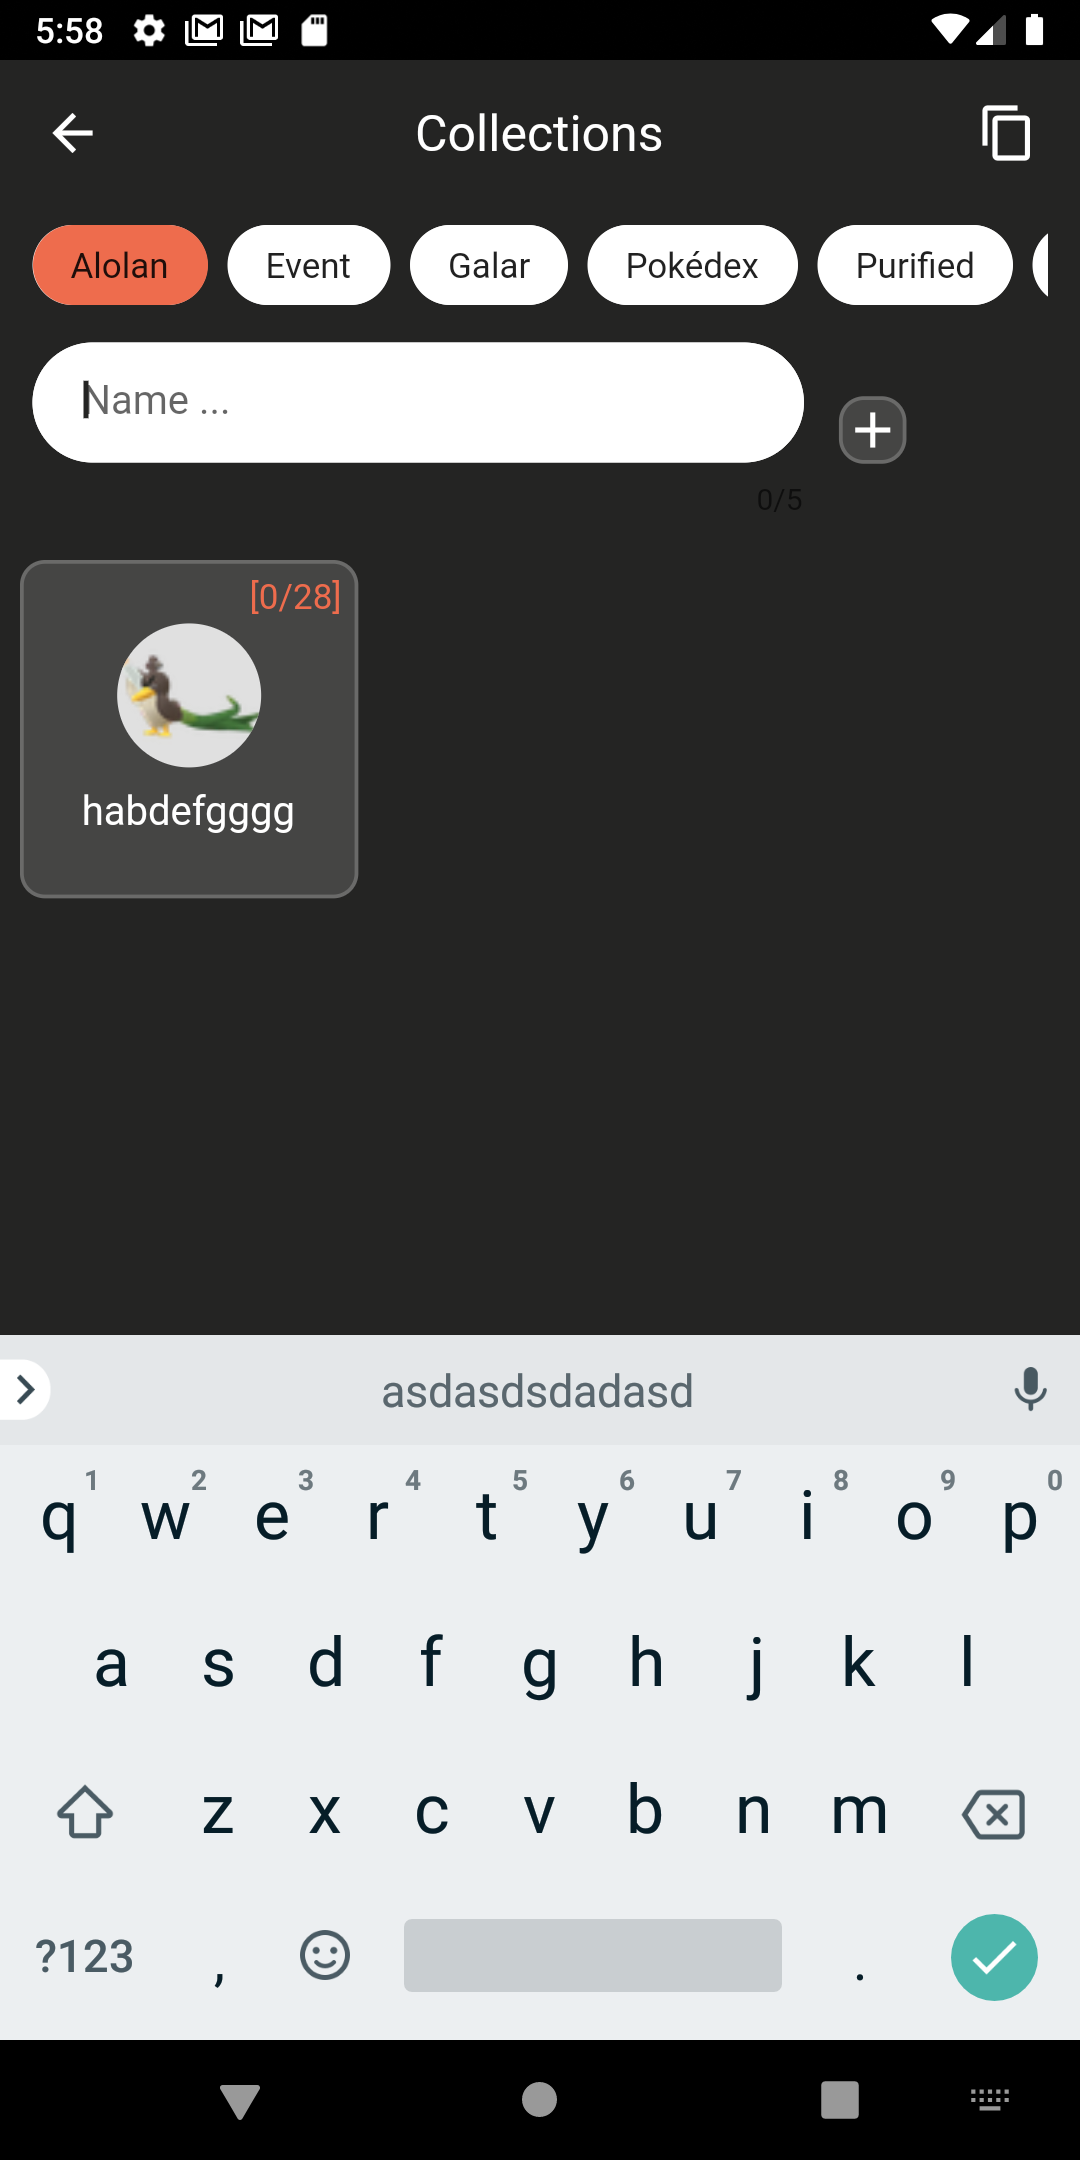 5:58
Collections
Alolan Event Galar Pokédex Purified
Name ...
0/5
[0/28]
habdefgggg
asdasdsdadasd
1 2 3 4 5 6 7 8 9 0
q w e r t y u i o p
a s d f g h j k l
z x c v b n m
?123 , .